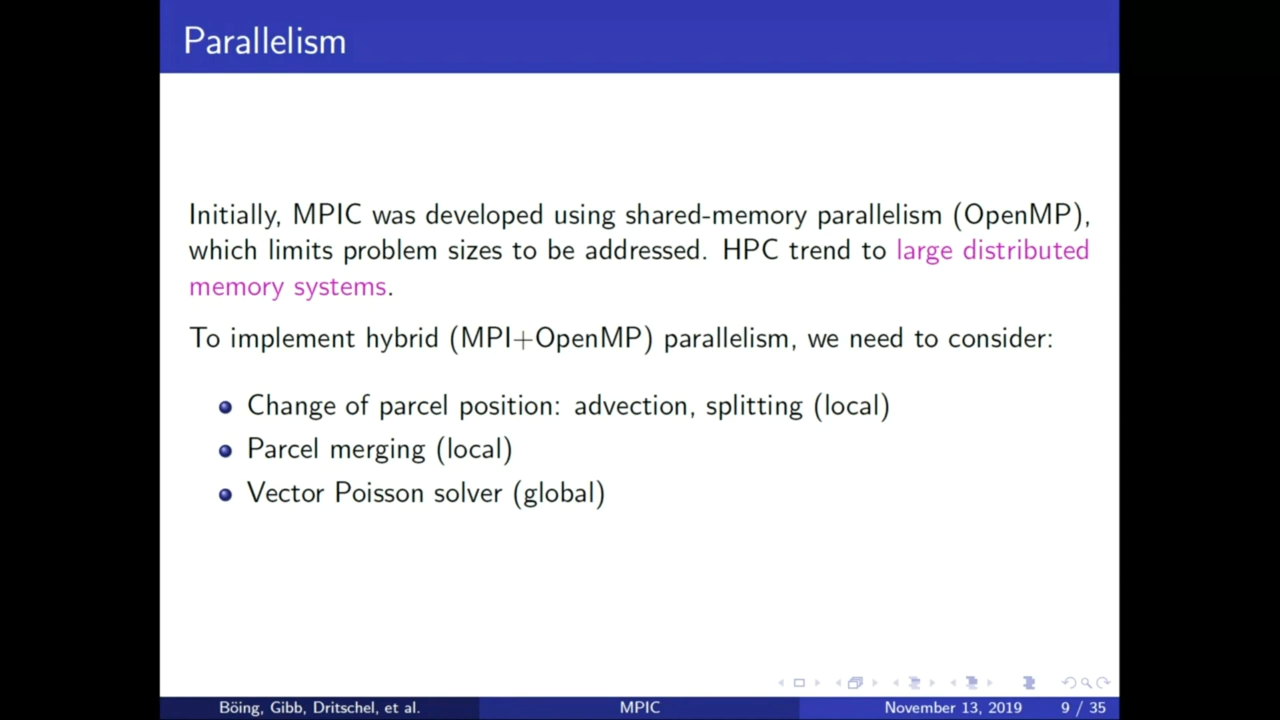 Parallelism
Initially, MPIC was developed using shared-memory parallelism (OpenMP),
which limits problem sizes to be addressed. HPC trend to large distributed
memory systems.
To implement hybrid (MPI+OpenMP) parallelism, we need to consider:
Change of parcel position: advection, splitting (local)
Parcel merging (local)
Vector Poisson solver (global)
Böing, Gibb, Dritschel, et al. MPIC November 13, 2019 9 / 35